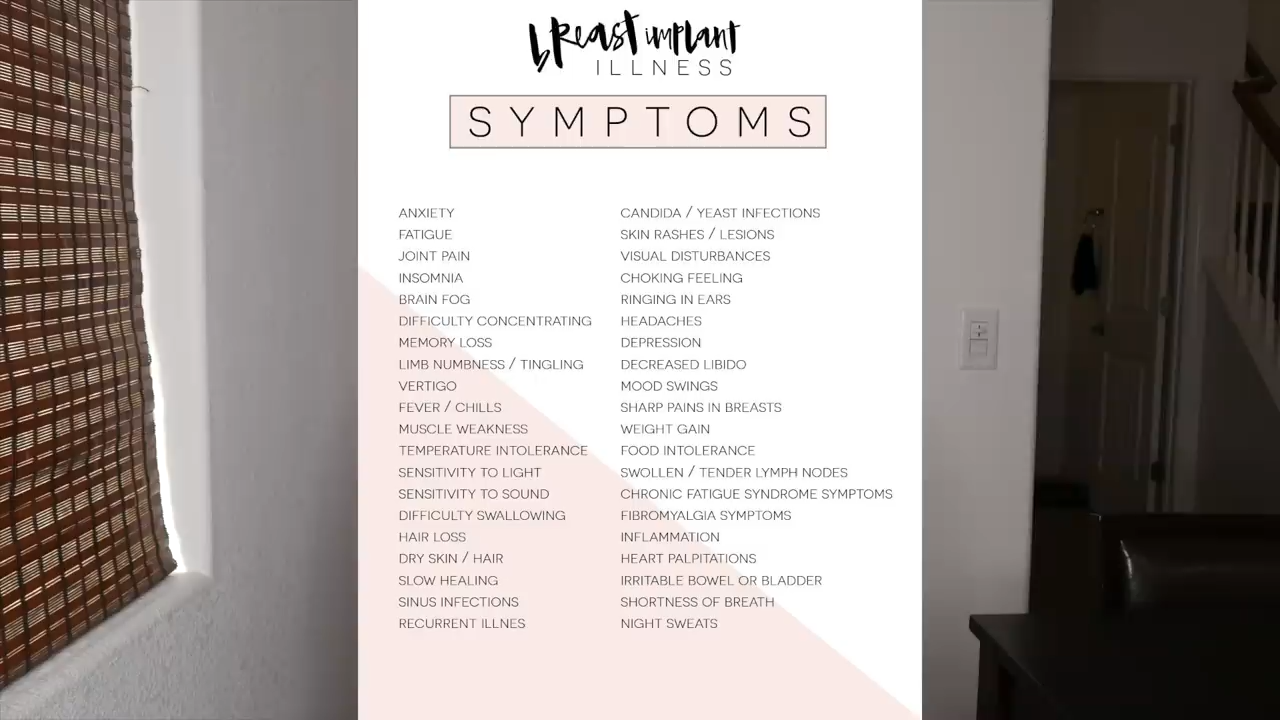 breast implant
ILLNESS
SYMPTOMS
ANXIETY
FATIGUE
JOINT PAIN
INSOMNIA
BRAIN FOG
DIFFICULTY CONCENTRATING
MEMORY LOSS
LIMB NUMBNESS / TINGLING
VERTIGO
FEVER / CHILLS
MUSCLE WEAKNESS
TEMPERATURE INTOLERANCE
SENSITIVITY TO LIGHT
SENSITIVITY TO SOUND
DIFFICULTY SWALLOWING
HAIR LOSS
DRY SKIN / HAIR
SLOW HEALING
SINUS INFECTIONS
RECURRENT ILLNES
CANDIDA / YEAST INFECTIONS
SKIN RASHES / LESIONS
VISUAL DISTURBANCES
CHOKING FEELING
RINGING IN EARS
HEADACHES
DEPRESSION
DECREASED LIBIDO
MOOD SWINGS
SHARP PAINS IN BREASTS
WEIGHT GAIN
FOOD INTOLERANCE
SWOLLEN / TENDER LYMPH NODES
CHRONIC FATIGUE SYNDROME SYMPTOMS
FIBROMYALGIA SYMPTOMS
INFLAMMATION
HEART PALPITATIONS
IRRITABLE BOWEL OR BLADDER
SHORTNESS OF BREATH
NIGHT SWEATS